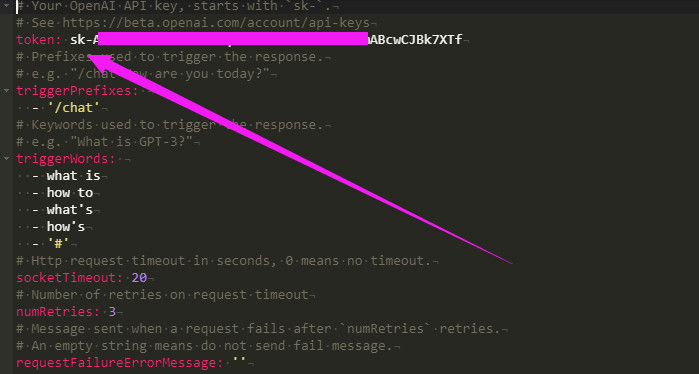 # Your OpenAI API key, starts with `sk-`.
# See https://beta.openai.com/account/api-keys
token: sk-A ABcwCJBk7XTf
# Prefixes used to trigger the response.
# e.g. "/chat how are you today?"
triggerPrefixes:
- '/chat'
# Keywords used to trigger the response.
# e.g. "What is GPT-3?"
triggerWords:
- what is
- how to
- what's
- how's
- '#'
# Http request timeout in seconds, 0 means no timeout.
socketTimeout: 20
# Number of retries on request timeout
numRetries: 3
# Message sent when a request fails after `numRetries` retries.
# An empty string means do not send fail message.
requestFailureErrorMessage: ''